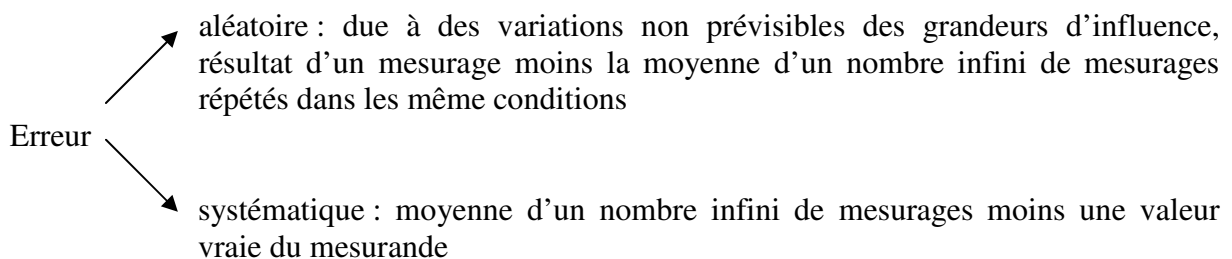 aléatoire : due à des variations non prévisibles des grandeurs d’influence,
résultat d’un mesurage moins la moyenne d’un nombre infini de mesurages
répétés dans les même conditions
Erreur
systématique : moyenne d’un nombre infini de mesurages moins une valeur
vraie du mesurande